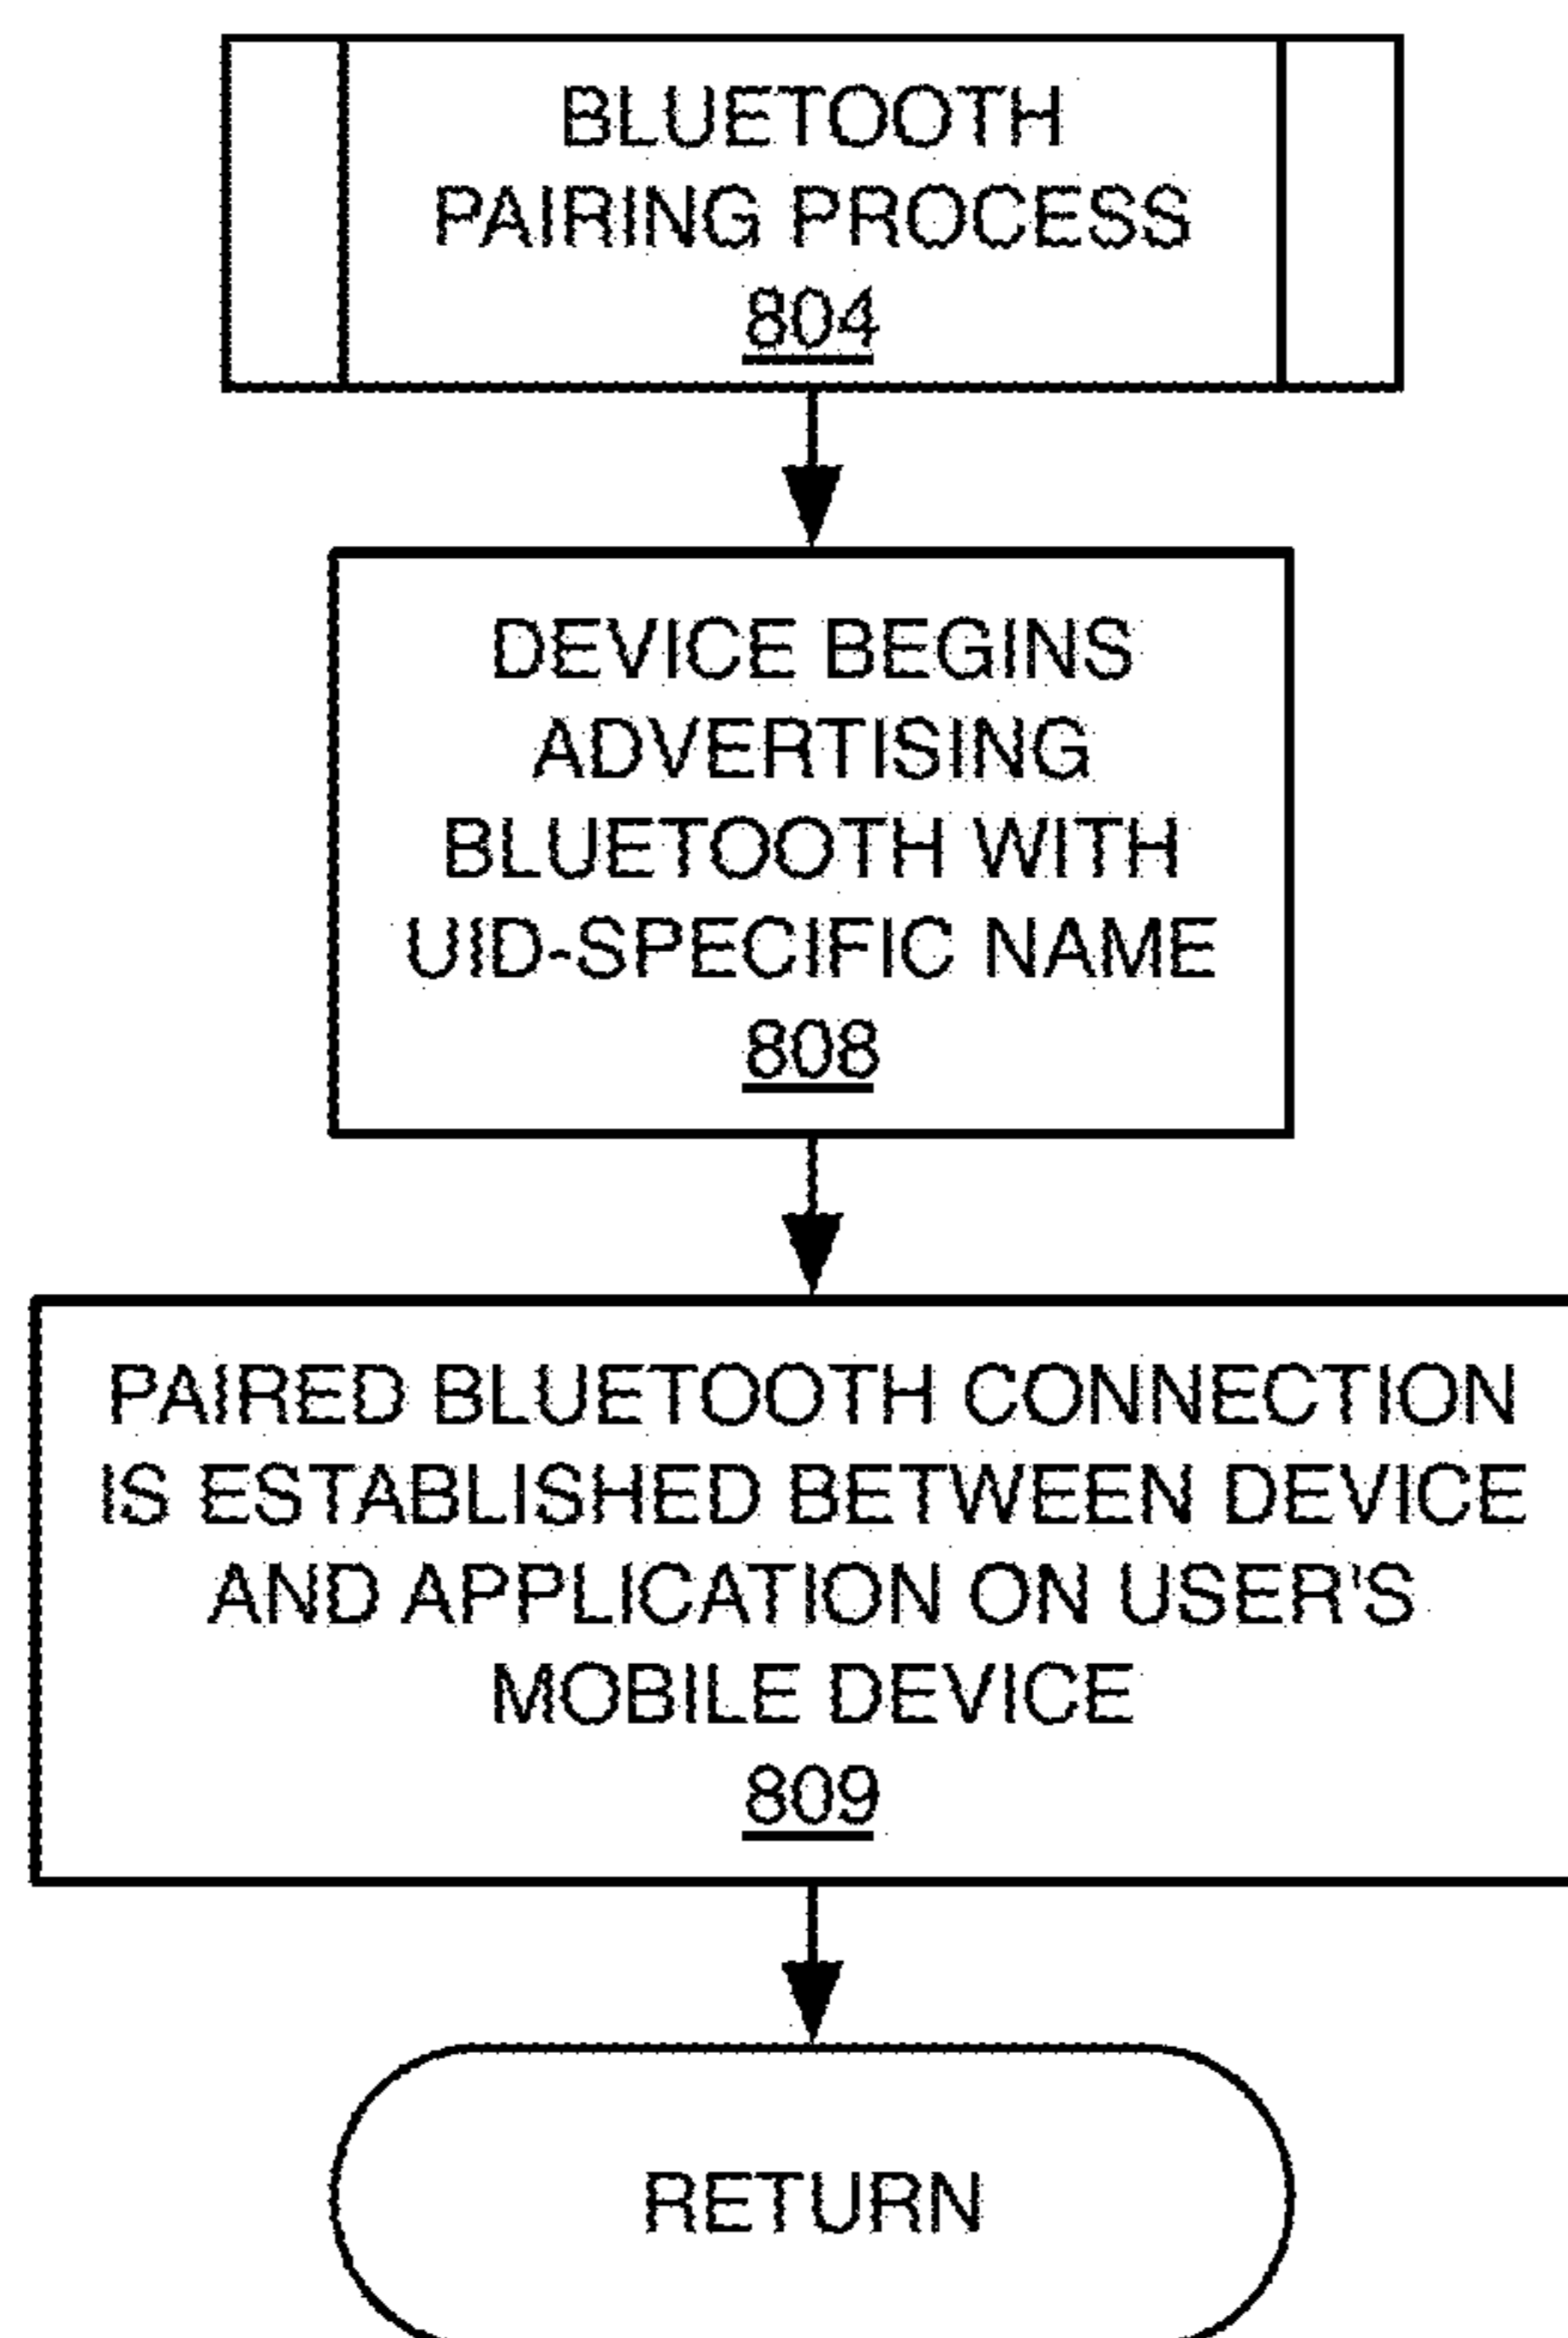 BLUETOOTH
PAIRING PROCESS
804
DEVICE BEGINS
ADVERTISING
BLUETOOTH WITH
UID-SPECIFIC NAME
808
PAIRED BLUETOOTH CONNECTION
IS ESTABLISHED BETWEEN DEVICE
AND APPLICATION ON USER'S
MOBILE DEVICE
809
RETURN